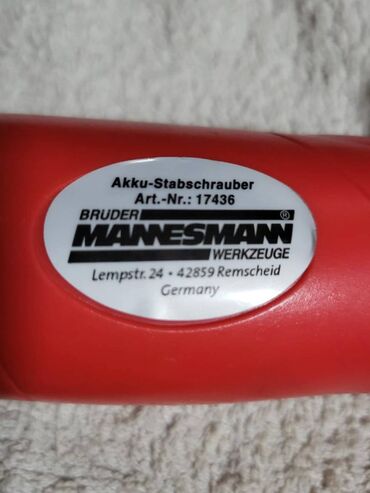 Akku-Stabschrauber
Art.-Nr.: 17436
BRUDER ®
MANNESMANN
WERKZEUGE
Lempstr. 24 • 42859 Remscheid
Germany